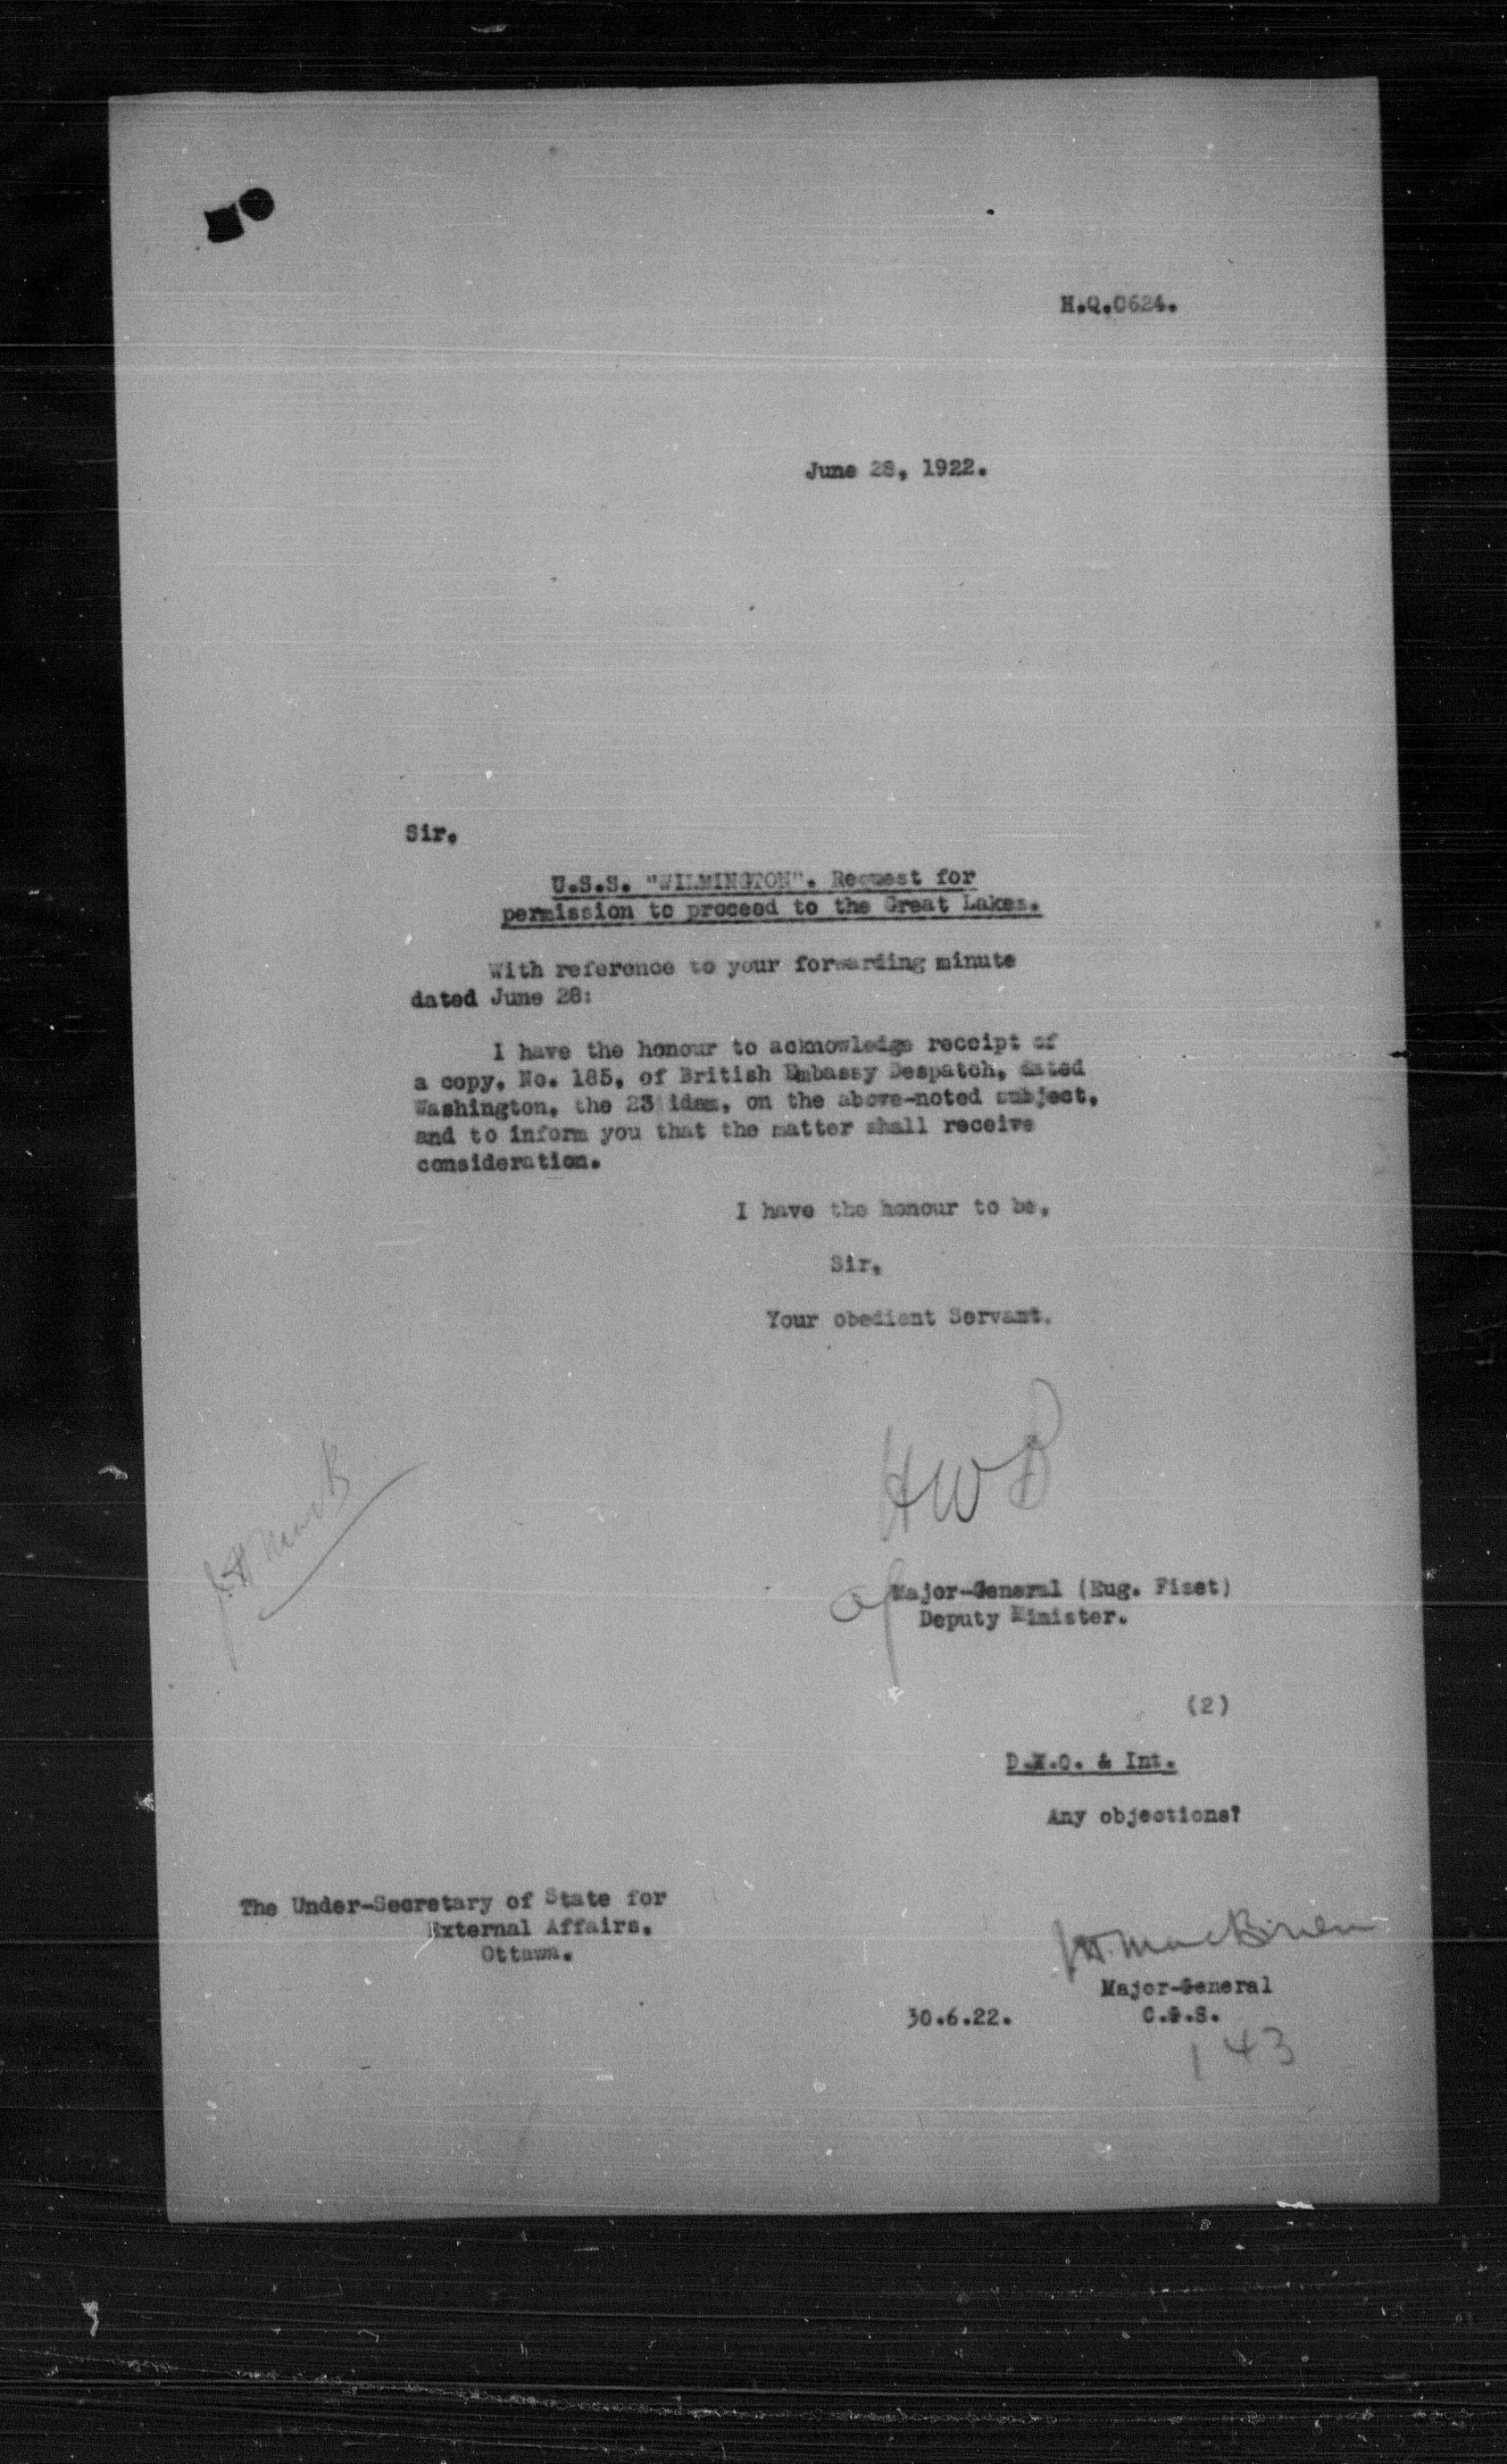 H.Q.C624.
June 28, 1922.
Sir,
U.S.S. "WILMINGTON". Request for
permission to proceed to the Great Lakes.
With reference to your forwarding minute
dated June 28:
I have the honour to acknowledge receipt of
a copy, No. 185, of British Embassy Despatch, dated
Washington, the 23 idem, on the above-noted subject,
and to inform you that the matter shall receive
consideration.
I have the honour to be,
Sir,
Your obedient Servant,
HWB
J.H. MacB
Major-General (Eug. Fiset)
Deputy Minister.
(2)
D.M.O. & Int.
Any objections?
The Under-Secretary of State for
External Affairs,
Ottawa.
J.H. MacBrien
Major-General
C.G.S.
30.6.22.
143